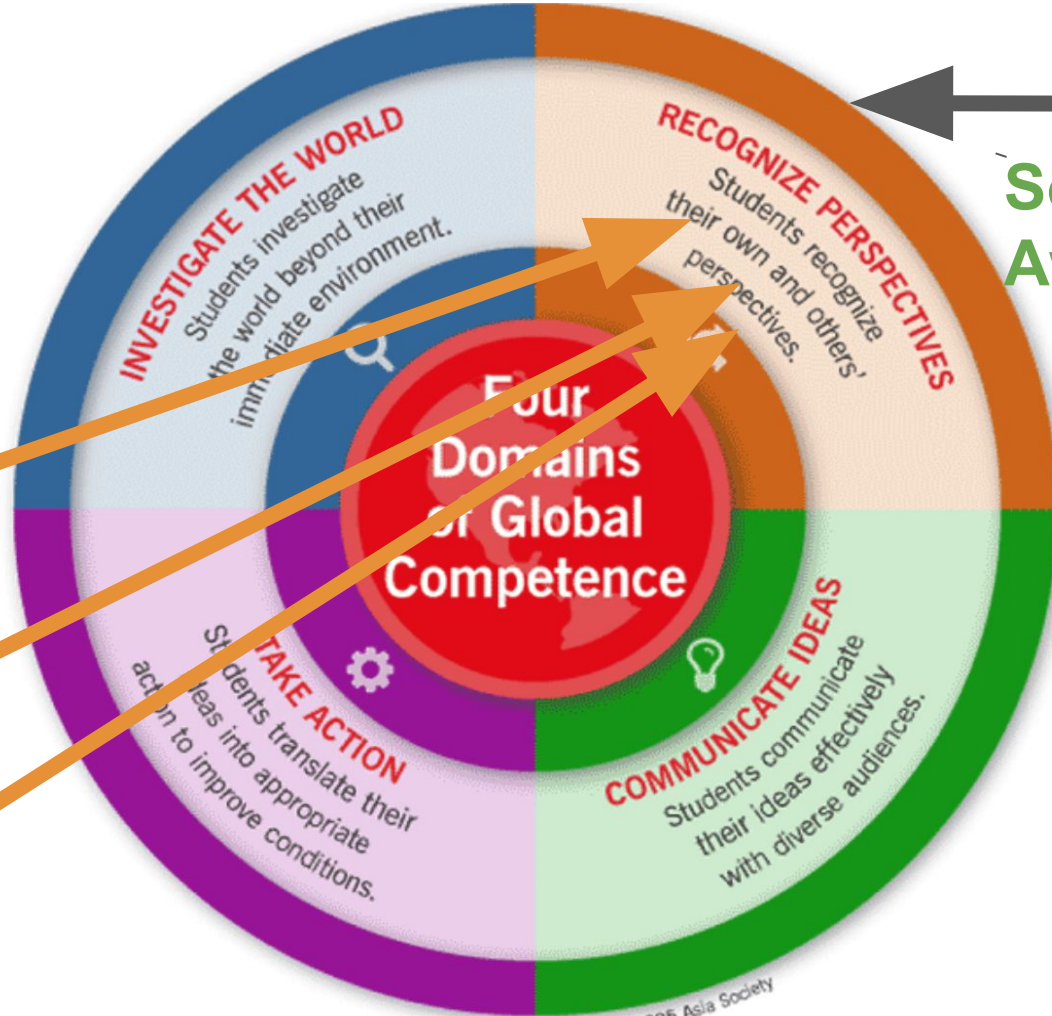 INVESTIGATE THE WORLD
Students investigate
the world beyond their
immediate environment.
RECOGNIZE PERSPECTIVES
Students recognize
their own and others'
perspectives.
Four
Domains
of Global
Competence
TAKE ACTION
Students translate their
ideas into appropriate
action to improve conditions.
COMMUNICATE IDEAS
Students communicate
their ideas effectively
with diverse audiences.
Asia Society